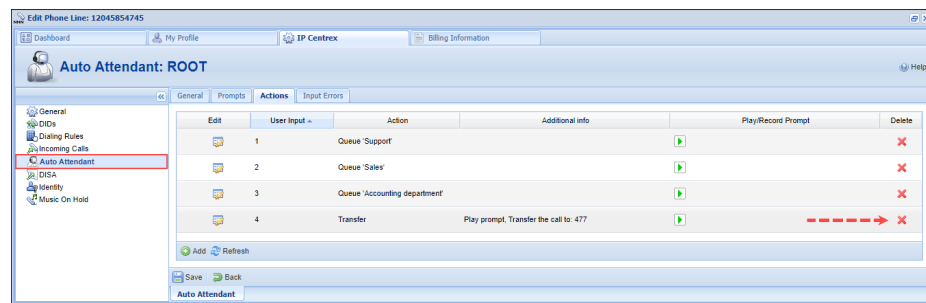 Edit Phone Line: 12045854745
Dashboard My Profile IP Centrex Billing Information
Auto Attendant: ROOT
Help
General Prompts Actions Input Errors
General
DIDs
Dialing Rules
Incoming Calls
Auto Attendant
DISA
Identity
Music On Hold
Edit User Input Action Additional info Play/Record Prompt Delete
1 Queue 'Support'
2 Queue 'Sales'
3 Queue 'Accounting department'
4 Transfer Play prompt, Transfer the call to: 477
Add Refresh
Save Back
Auto Attendant